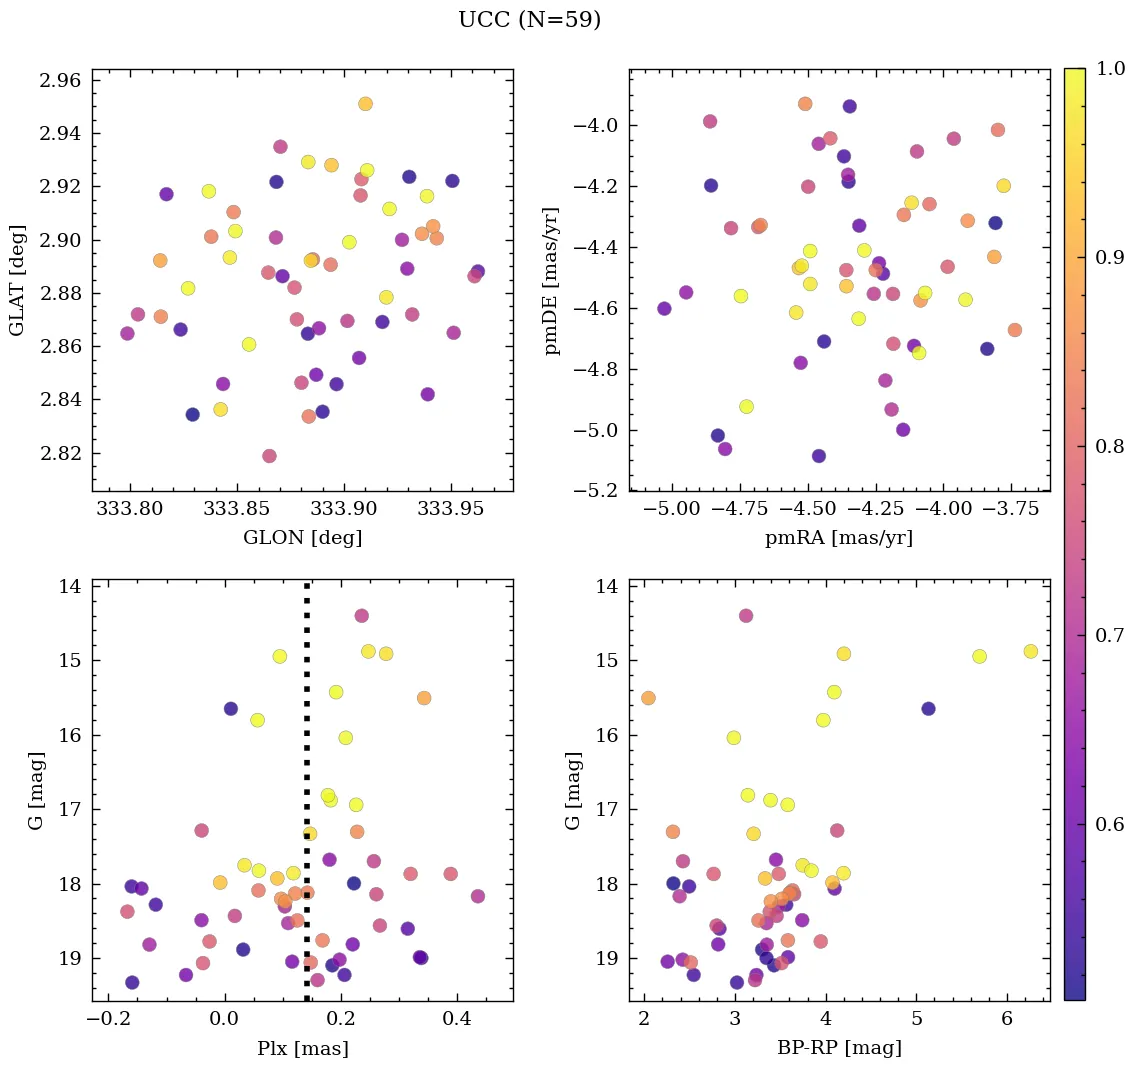 UCC (N=59)
2.96
2.94
2.92
2.90
2.88
2.86
2.84
2.82
GLAT [deg]
333.80 333.85 333.90 333.95
GLON [deg]
−4.0
−4.2
−4.4
−4.6
−4.8
−5.0
−5.2
pmDE [mas/yr]
−5.00 −4.75 −4.50 −4.25 −4.00 −3.75
pmRA [mas/yr]
1.0
0.9
0.8
0.7
0.6
14
15
16
17
18
19
G [mag]
−0.2 0.0 0.2 0.4
Plx [mas]
14
15
16
17
18
19
G [mag]
2 3 4 5 6
BP-RP [mag]